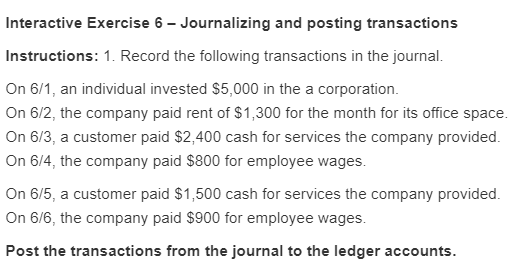 Interactive Exercise 6 – Journalizing and posting transactions
Instructions: 1. Record the following transactions in the journal.
On 6/1, an individual invested $5,000 in the a corporation.
On 6/2, the company paid rent of $1,300 for the month for its office space.
On 6/3, a customer paid $2,400 cash for services the company provided.
On 6/4, the company paid $800 for employee wages.
On 6/5, a customer paid $1,500 cash for services the company provided.
On 6/6, the company paid $900 for employee wages.
Post the transactions from the journal to the ledger accounts.